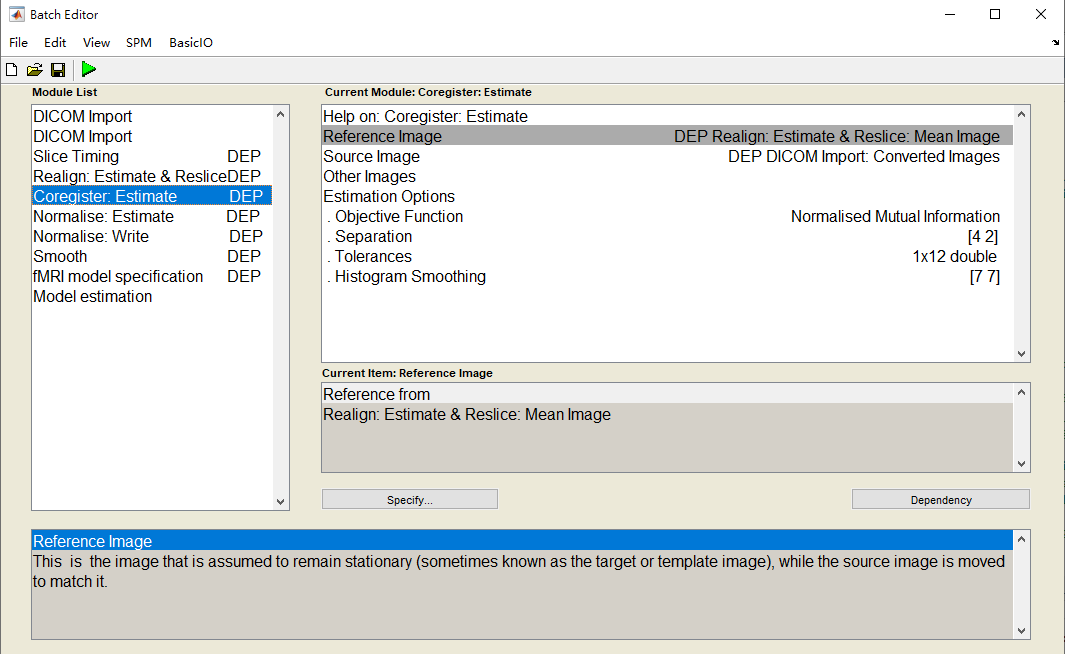 Batch Editor
File Edit View SPM BasicIO
Module List
DICOM Import
DICOM Import
Slice Timing DEP
Realign: Estimate & Reslice DEP
Coregister: Estimate DEP
Normalise: Estimate DEP
Normalise: Write DEP
Smooth DEP
fMRI model specification DEP
Model estimation
Current Module: Coregister: Estimate
Help on: Coregister: Estimate
Reference Image DEP Realign: Estimate & Reslice: Mean Image
Source Image DEP DICOM Import: Converted Images
Other Images
Estimation Options
. Objective Function Normalised Mutual Information
. Separation [4 2]
. Tolerances 1x12 double
. Histogram Smoothing [7 7]
Current Item: Reference Image
Reference from
Realign: Estimate & Reslice: Mean Image
Specify... Dependency
Reference Image
This is the image that is assumed to remain stationary (sometimes known as the target or template image), while the source image is moved
to match it.